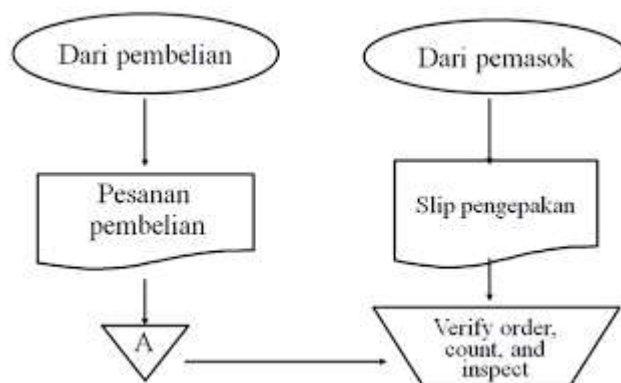 Dari pembelian
Dari pemasok
Pesanan
pembelian
Slip pengepakan
A
Verify order,
count, and
inspect